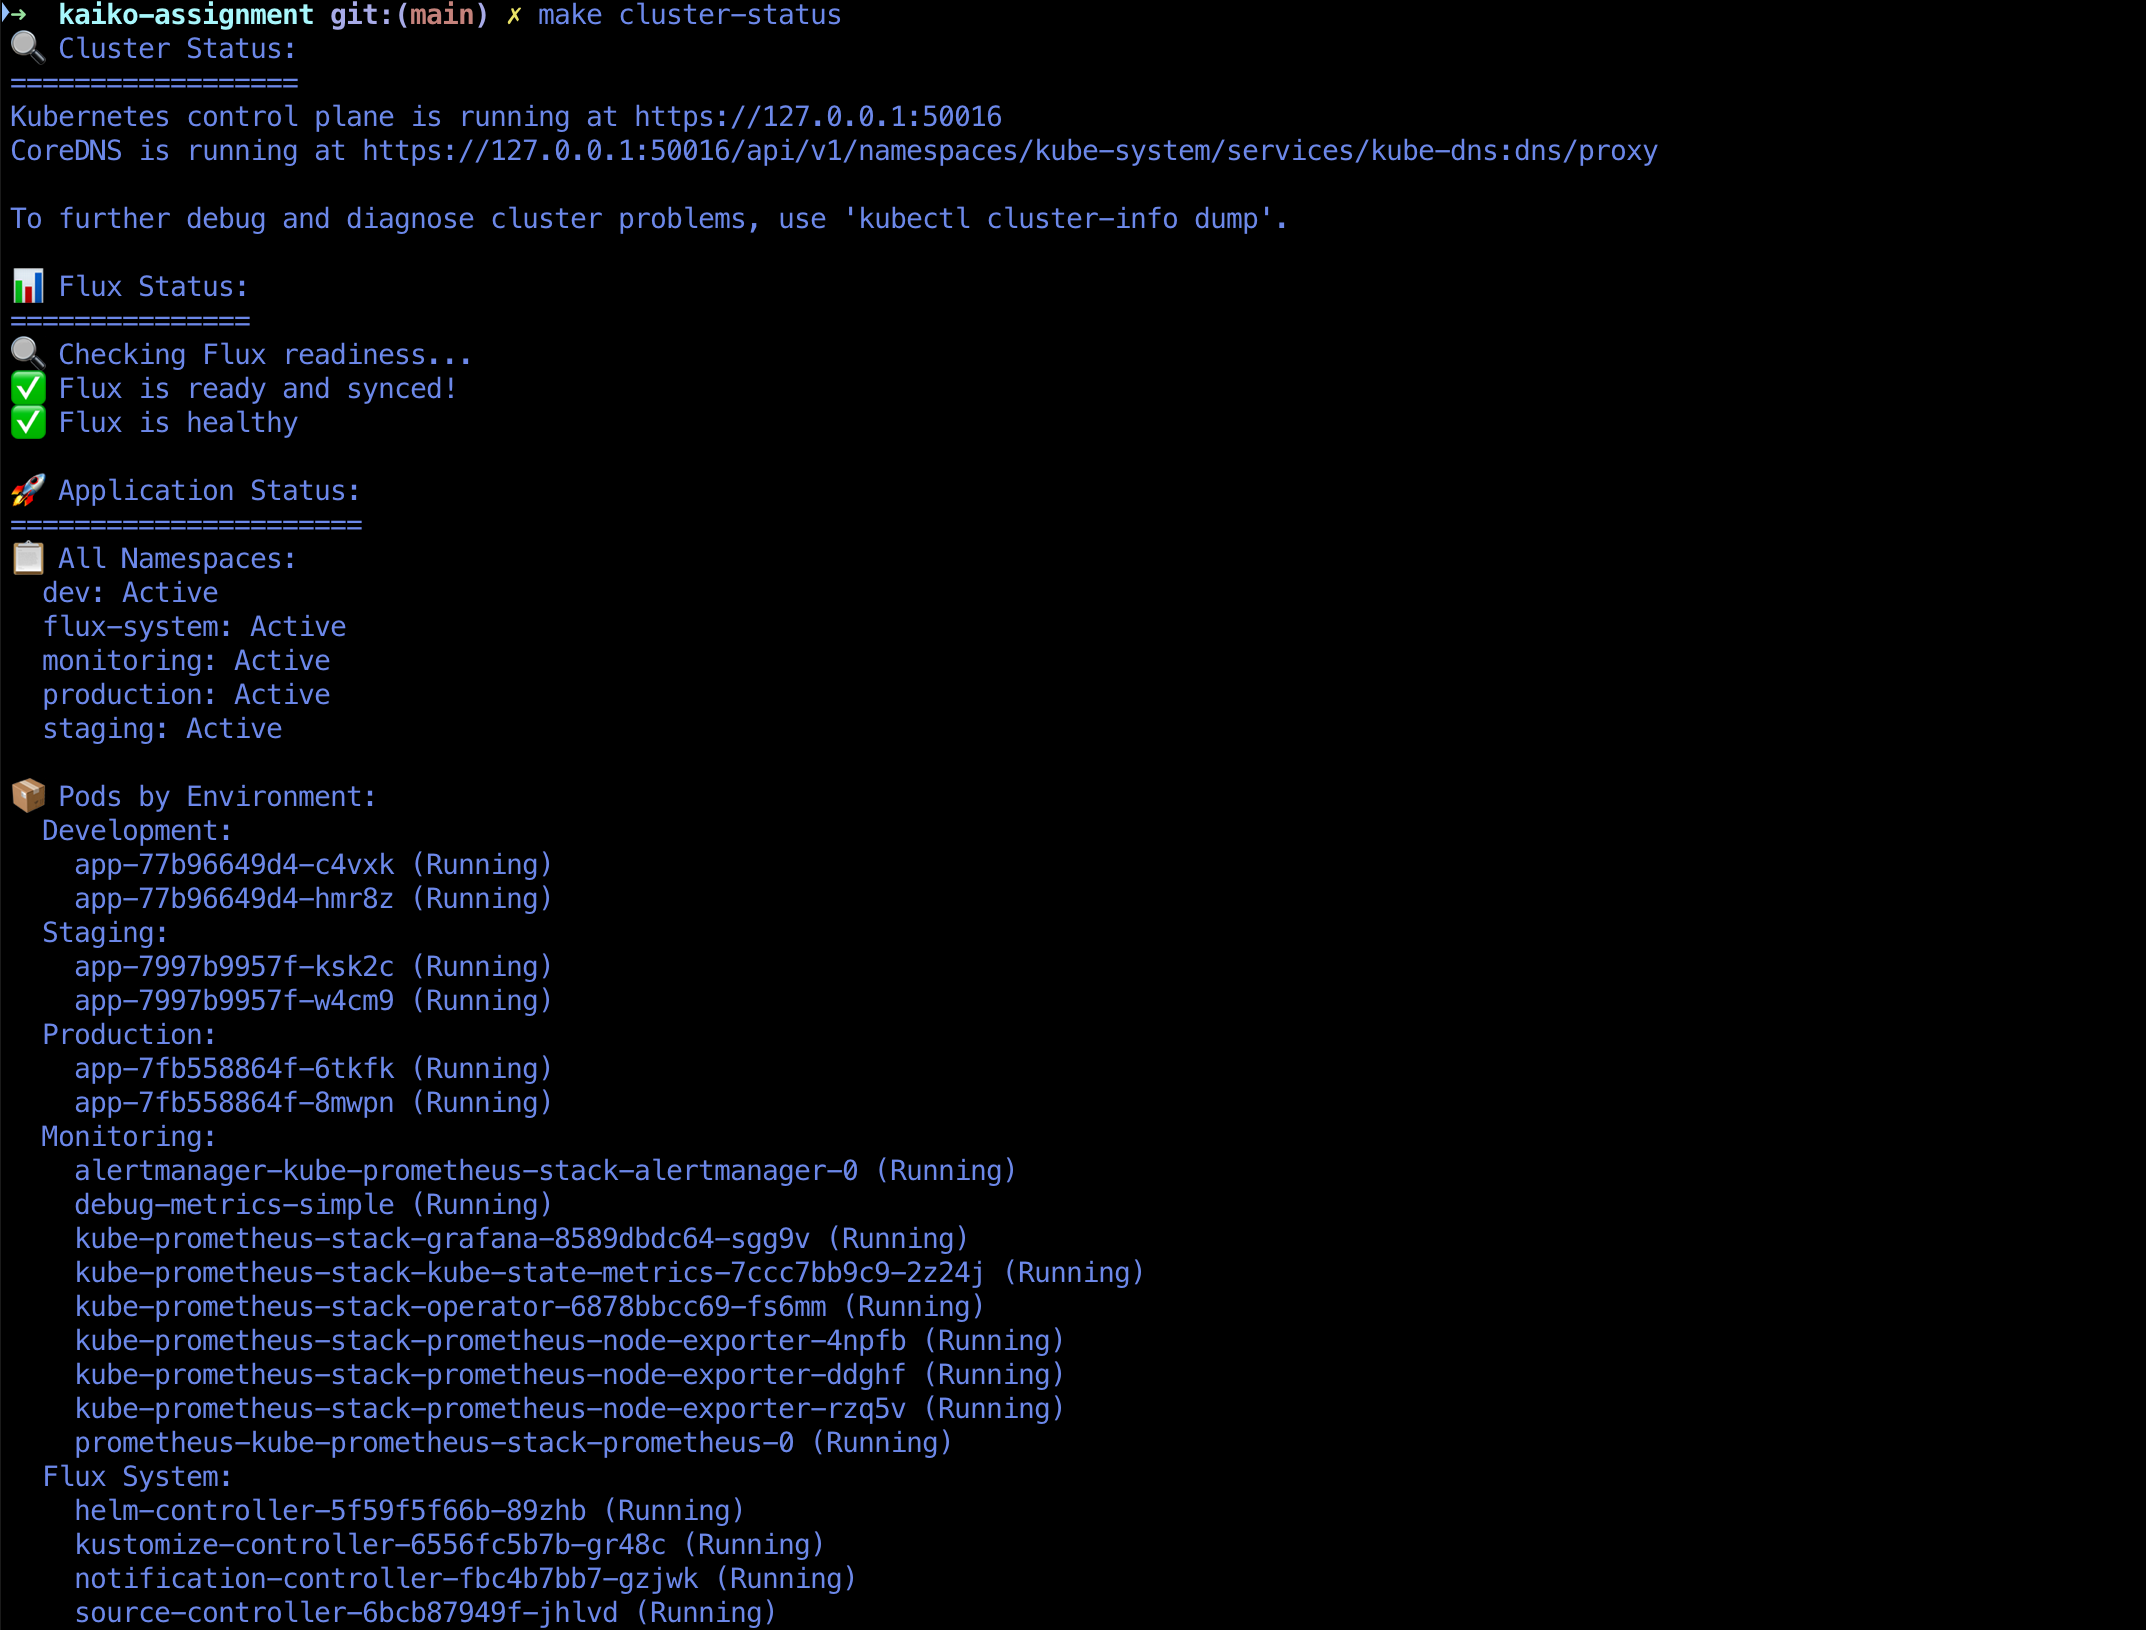 ➜  kaiko-assignment git:(main) ✗ make cluster-status
🔍 Cluster Status:
==================
Kubernetes control plane is running at https://127.0.0.1:50016
CoreDNS is running at https://127.0.0.1:50016/api/v1/namespaces/kube-system/services/kube-dns:dns/proxy

To further debug and diagnose cluster problems, use 'kubectl cluster-info dump'.

📊 Flux Status:
===============
🔍 Checking Flux readiness...
✅ Flux is ready and synced!
✅ Flux is healthy

🚀 Application Status:
======================
📋 All Namespaces:
  dev: Active
  flux-system: Active
  monitoring: Active
  production: Active
  staging: Active

📦 Pods by Environment:
  Development:
    app-77b96649d4-c4vxk (Running)
    app-77b96649d4-hmr8z (Running)
  Staging:
    app-7997b9957f-ksk2c (Running)
    app-7997b9957f-w4cm9 (Running)
  Production:
    app-7fb558864f-6tkfk (Running)
    app-7fb558864f-8mwpn (Running)
  Monitoring:
    alertmanager-kube-prometheus-stack-alertmanager-0 (Running)
    debug-metrics-simple (Running)
    kube-prometheus-stack-grafana-8589dbdc64-sgg9v (Running)
    kube-prometheus-stack-kube-state-metrics-7ccc7bb9c9-2z24j (Running)
    kube-prometheus-stack-operator-6878bbcc69-fs6mm (Running)
    kube-prometheus-stack-prometheus-node-exporter-4npfb (Running)
    kube-prometheus-stack-prometheus-node-exporter-ddghf (Running)
    kube-prometheus-stack-prometheus-node-exporter-rzq5v (Running)
    prometheus-kube-prometheus-stack-prometheus-0 (Running)
  Flux System:
    helm-controller-5f59f5f66b-89zhb (Running)
    kustomize-controller-6556fc5b7b-gr48c (Running)
    notification-controller-fbc4b7bb7-gzjwk (Running)
    source-controller-6bcb87949f-jhlvd (Running)